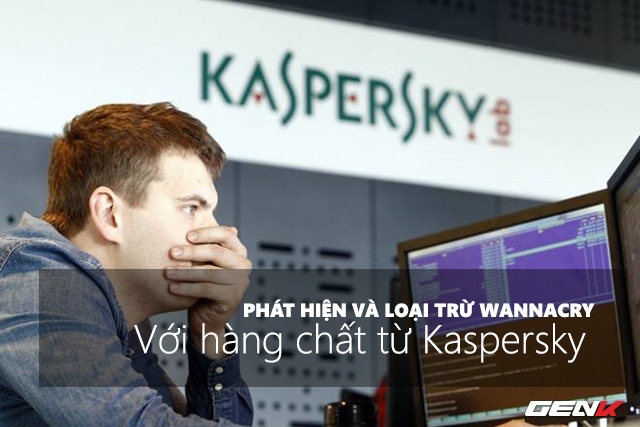 KASPERSKY lab
PHÁT HIỆN VÀ LOẠI TRỪ WANNACRY
Với hàng chất từ Kaspersky
GENK